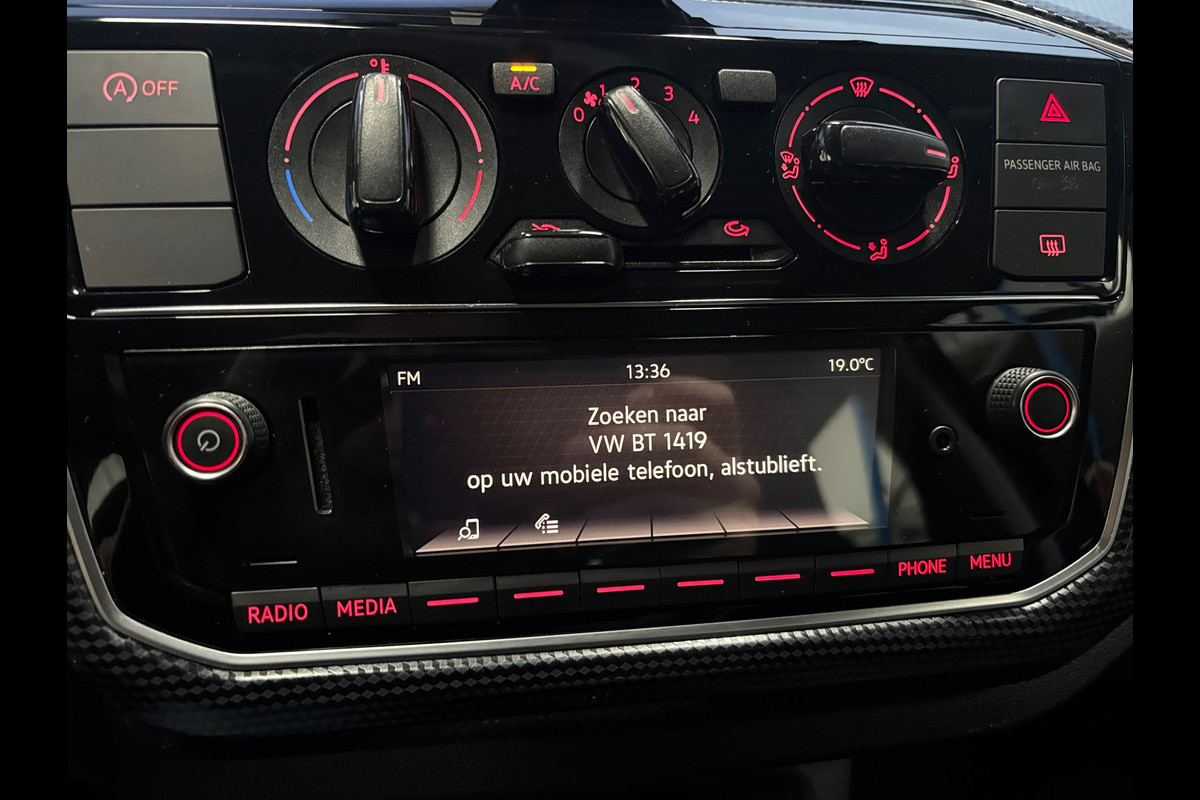 A OFF
A/C
0 1 2 3 4
PASSENGER AIR BAG
FM 13:36 19.0°C
Zoeken naar
VW BT 1419
op uw mobiele telefoon, alstublieft.
RADIO MEDIA PHONE MENU